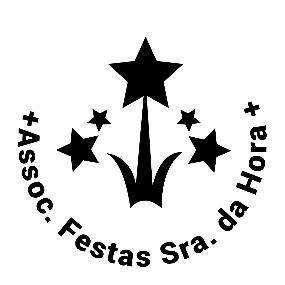 +Assoc. Festas Sra. da Hora +